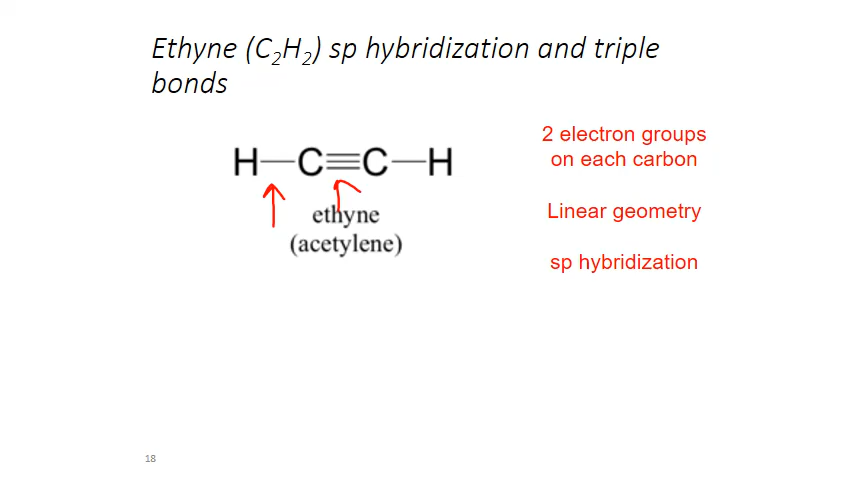 Ethyne (C₂H₂) sp hybridization and triple
bonds
H—C≡C—H
ethyne
(acetylene)
2 electron groups
on each carbon
Linear geometry
sp hybridization
18